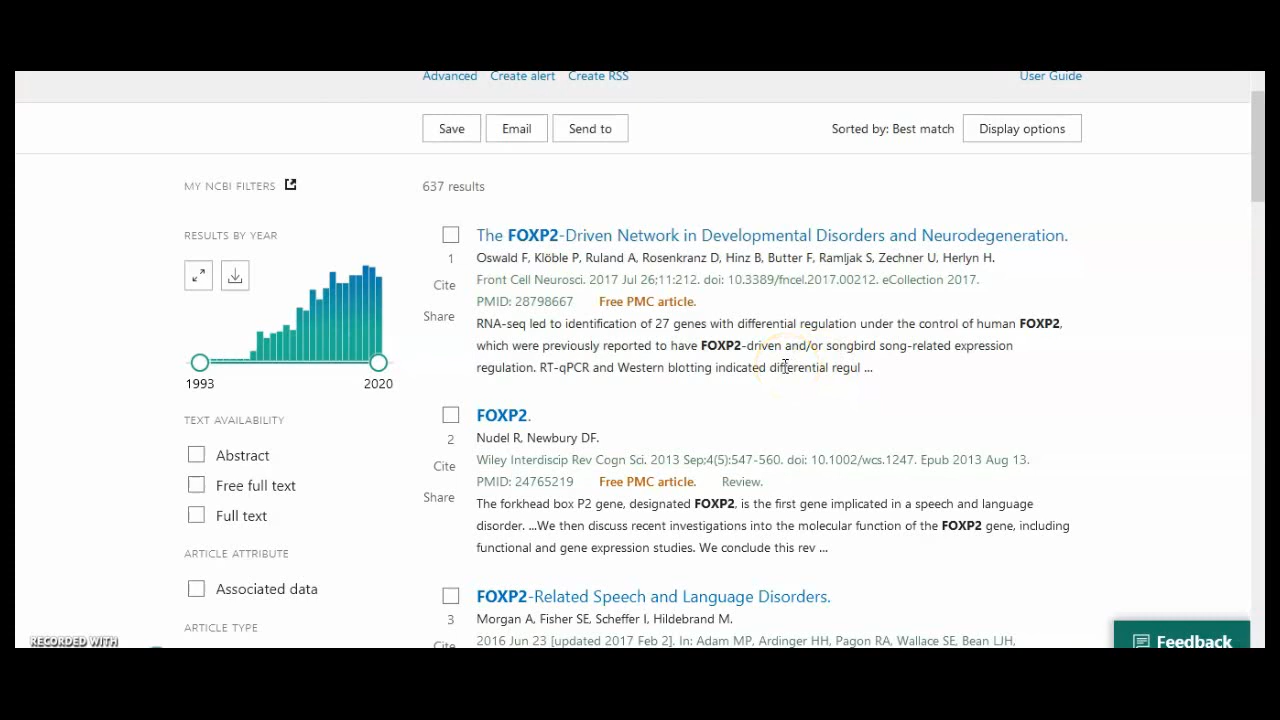 Advanced Create alert Create RSS User Guide
Save Email Send to Sorted by: Best match Display options
MY NCBI FILTERS
637 results
RESULTS BY YEAR
1993 2020
TEXT AVAILABILITY
Abstract
Free full text
Full text
ARTICLE ATTRIBUTE
Associated data
ARTICLE TYPE
The FOXP2-Driven Network in Developmental Disorders and Neurodegeneration.
1
Oswald F, Klöble P, Ruland A, Rosenkranz D, Hinz B, Butter F, Ramljak S, Zechner U, Herlyn H.
Cite
Front Cell Neurosci. 2017 Jul 26;11:212. doi: 10.3389/fncel.2017.00212. eCollection 2017.
PMID: 28798667 Free PMC article.
Share
RNA-seq led to identification of 27 genes with differential regulation under the control of human FOXP2,
which were previously reported to have FOXP2-driven and/or songbird song-related expression
regulation. RT-qPCR and Western blotting indicated differential regul ...
FOXP2.
2
Nudel R, Newbury DF.
Cite
Wiley Interdiscip Rev Cogn Sci. 2013 Sep;4(5):547-560. doi: 10.1002/wcs.1247. Epub 2013 Aug 13.
PMID: 24765219 Free PMC article. Review.
Share
The forkhead box P2 gene, designated FOXP2, is the first gene implicated in a speech and language
disorder. ...We then discuss recent investigations into the molecular function of the FOXP2 gene, including
functional and gene expression studies. We conclude this rev ...
FOXP2-Related Speech and Language Disorders.
3
Morgan A, Fisher SE, Scheffer I, Hildebrand M.
Cite
2016 Jun 23 [updated 2017 Feb 2]. In: Adam MP, Ardinger HH, Pagon RA, Wallace SE, Bean LJH,
Feedback
RECORDED WITH